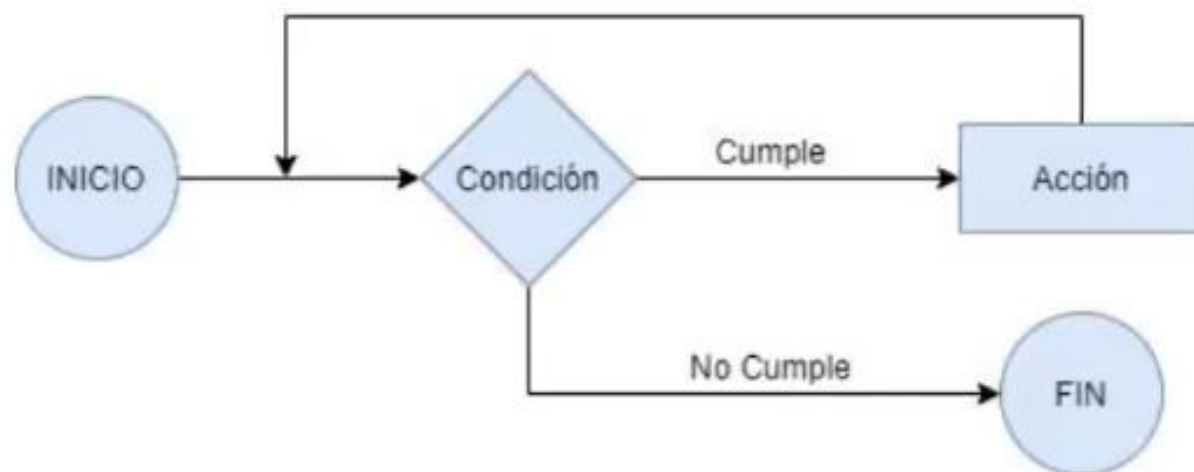 INICIO
Condición
Cumple
Acción
No Cumple
FIN